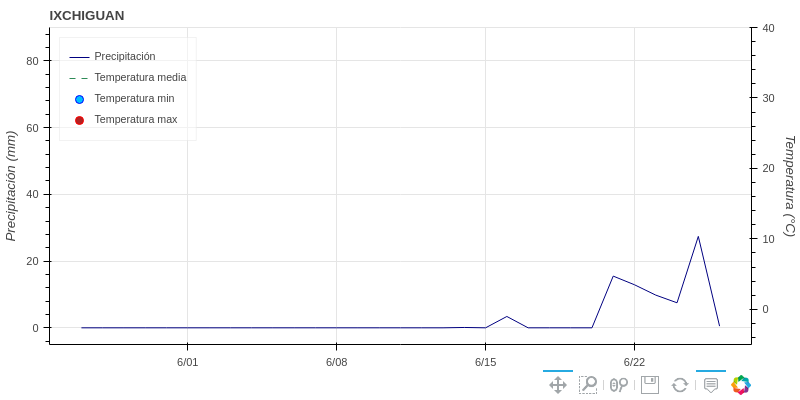 IXCHIGUAN
Precipitación
Temperatura media
Temperatura min
Temperatura max
Precipitación (mm)
80
60
40
20
0
Temperatura (°C)
40
30
20
10
0
6/01 6/08 6/15 6/22